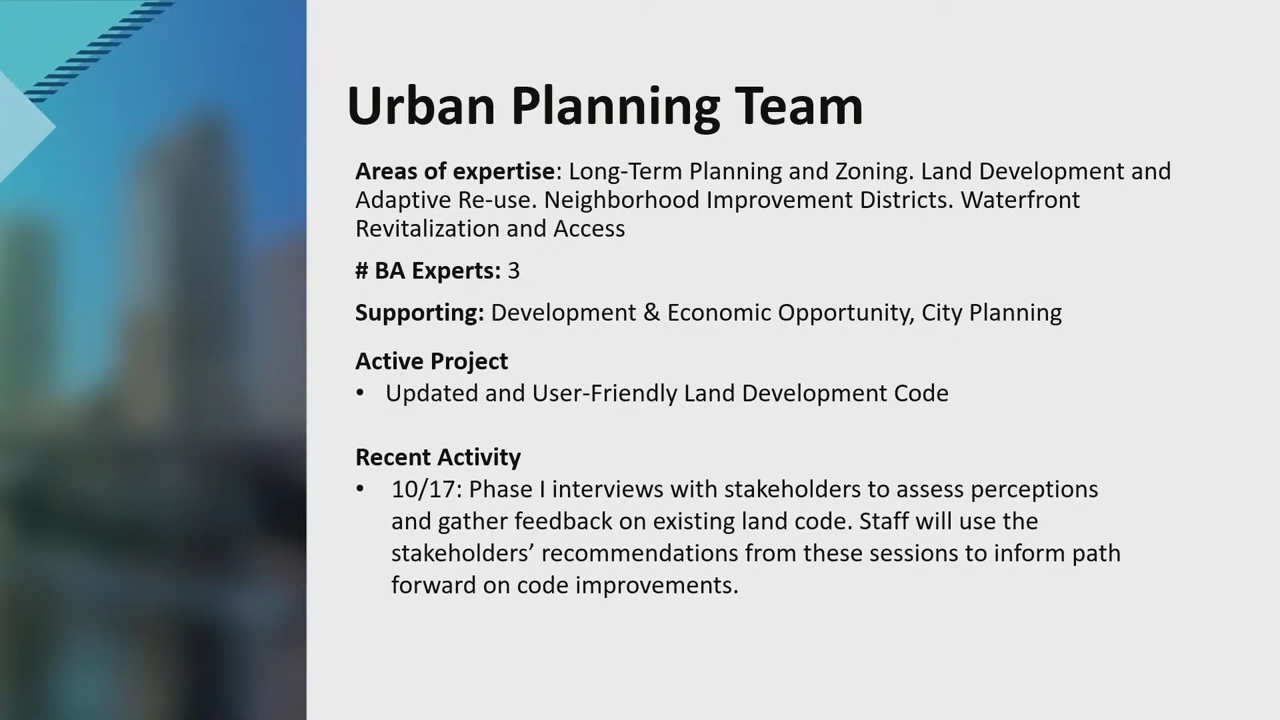 Urban Planning Team
Areas of expertise: Long-Term Planning and Zoning. Land Development and
Adaptive Re-use. Neighborhood Improvement Districts. Waterfront
Revitalization and Access
# BA Experts: 3
Supporting: Development & Economic Opportunity, City Planning
Active Project
• Updated and User-Friendly Land Development Code
Recent Activity
• 10/17: Phase I interviews with stakeholders to assess perceptions
and gather feedback on existing land code. Staff will use the
stakeholders’ recommendations from these sessions to inform path
forward on code improvements.